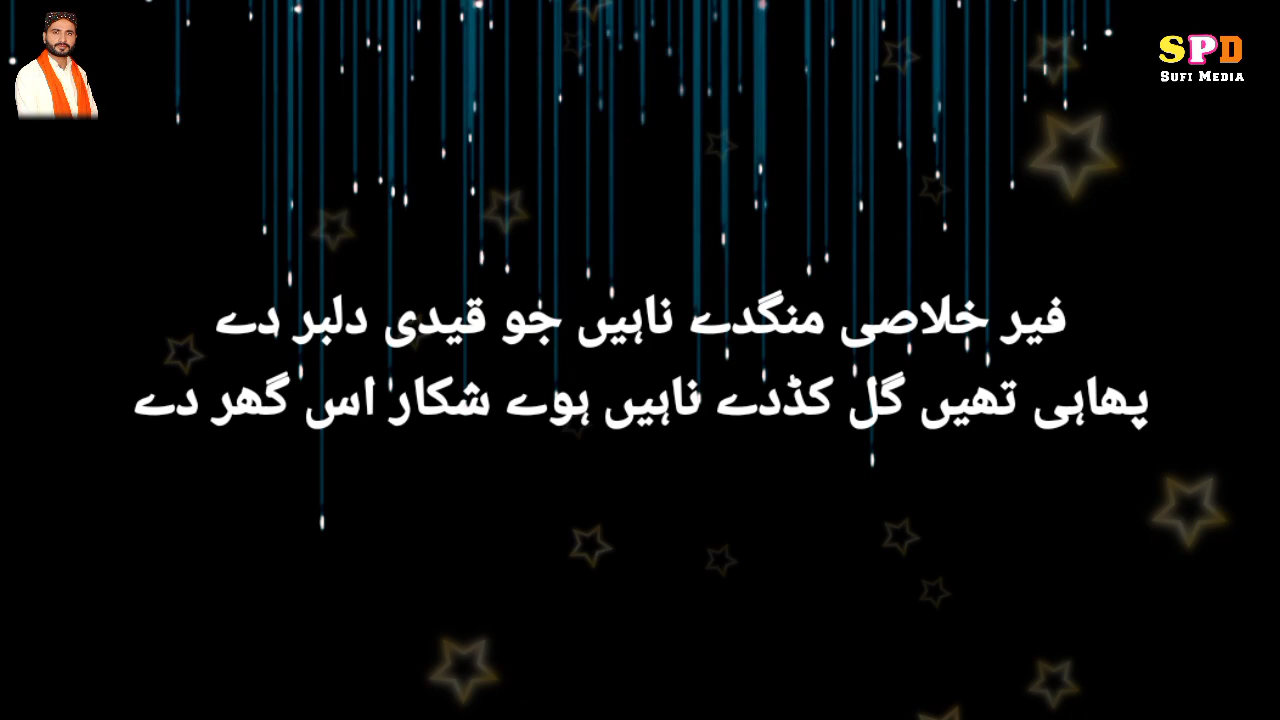 SPD
SUFI MEDIA
فیر خلاصی منگدے ناہیں جو قیدی دلبر دے
پھاہی تھیں گل کڈدے ناہیں ہوے شکار اس گھر دے